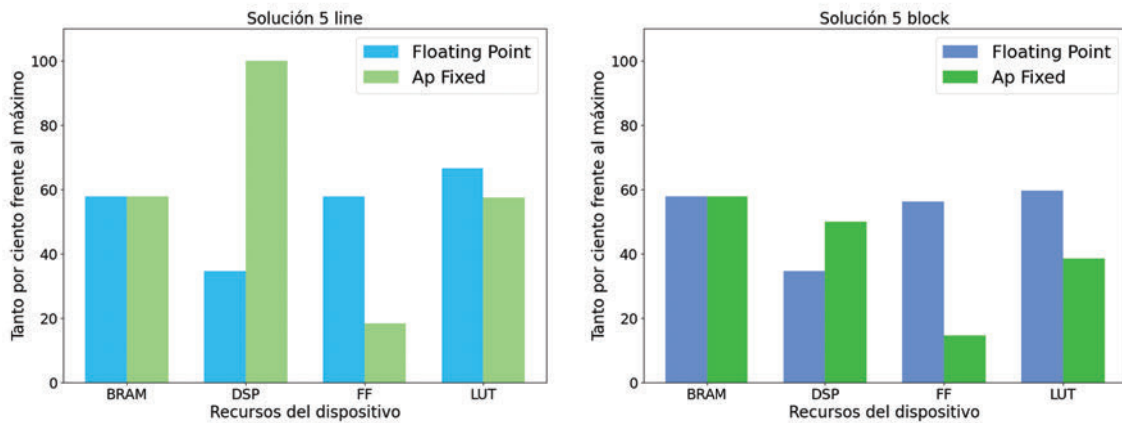 Solución 5 line
Tanto por ciento frente al máximo
100
80
60
40
20
0
Floating Point
Ap Fixed
BRAM DSP FF LUT
Recursos del dispositivo
Solución 5 block
Tanto por ciento frente al máximo
100
80
60
40
20
0
Floating Point
Ap Fixed
BRAM DSP FF LUT
Recursos del dispositivo